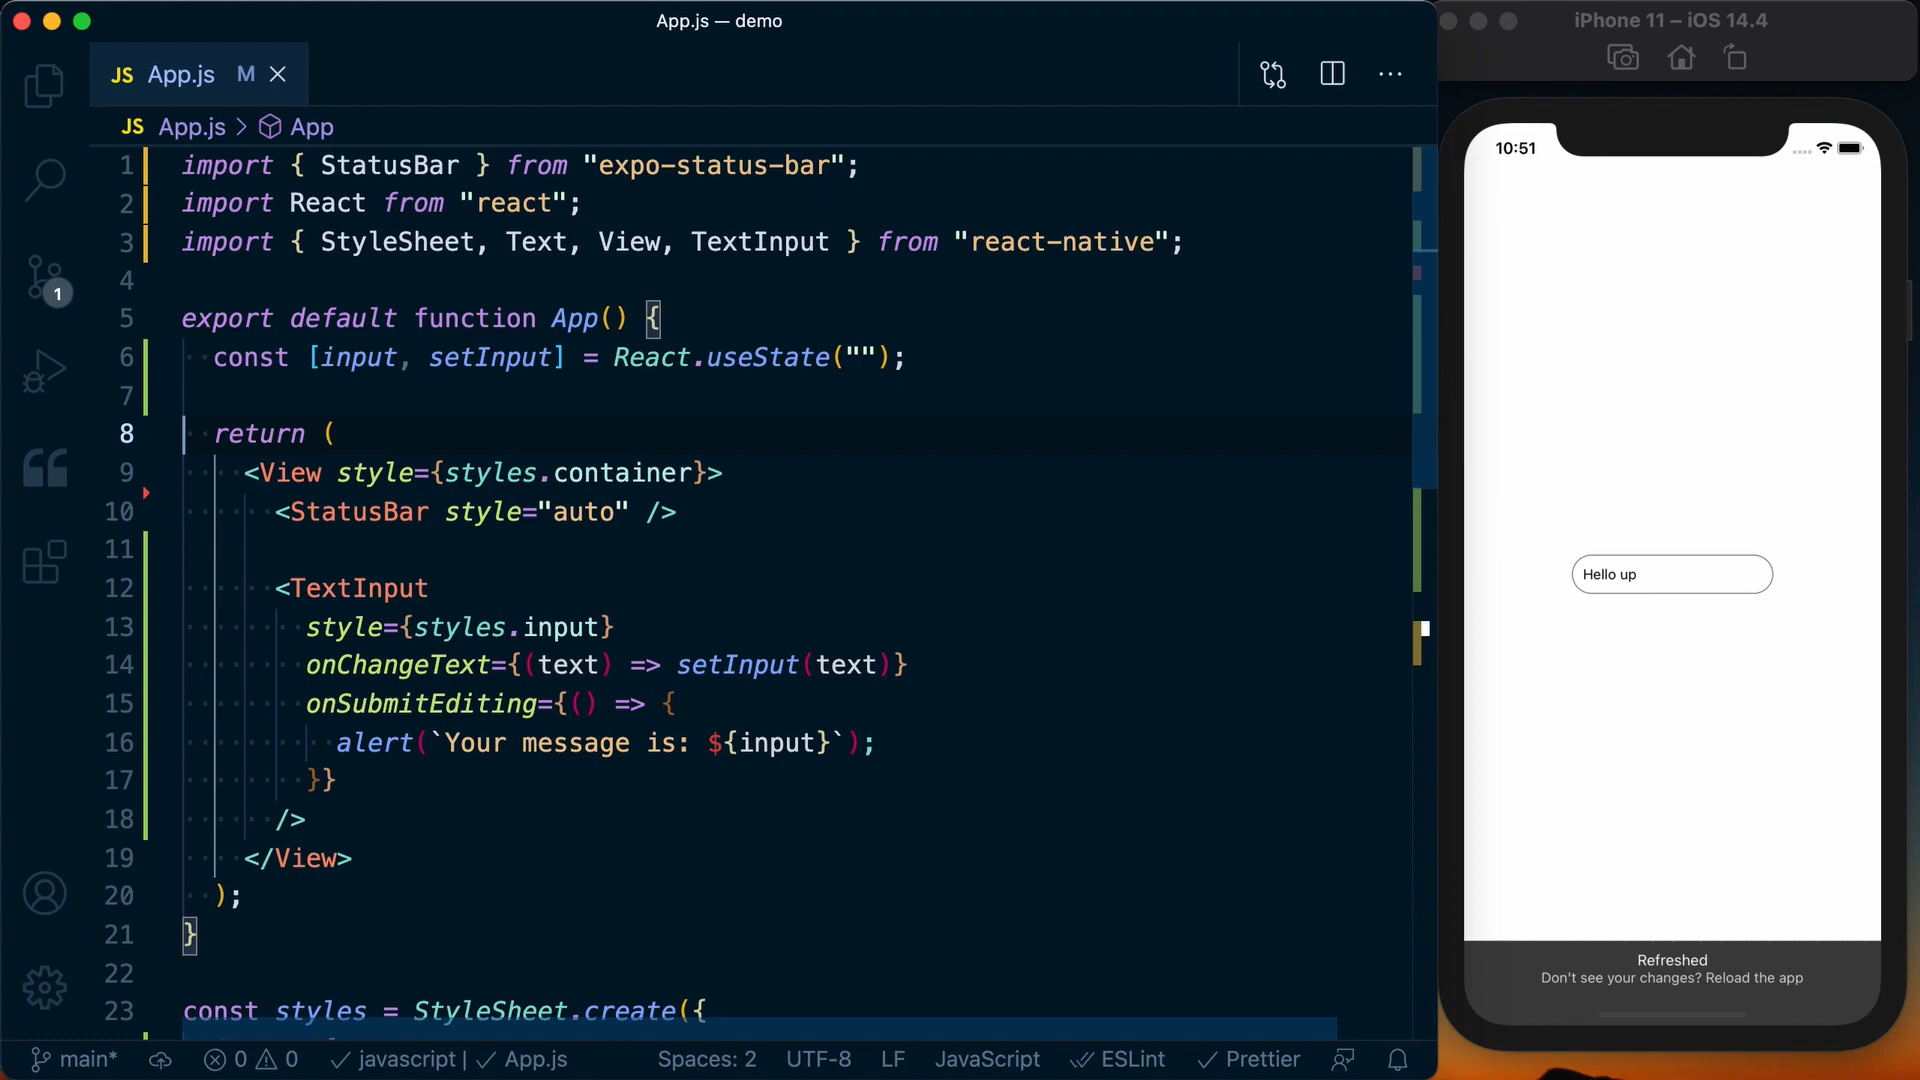 App.js — demo
JS App.js M
JS App.js > App
1 import { StatusBar } from "expo-status-bar";
2 import React from "react";
3 import { StyleSheet, Text, View, TextInput } from "react-native";
4
5 export default function App() {
6 const [input, setInput] = React.useState("");
7
8 return (
9 <View style={styles.container}>
10 <StatusBar style="auto" />
11
12 <TextInput
13 style={styles.input}
14 onChangeText={(text) => setInput(text)}
15 onSubmitEditing={() => {
16 alert(`Your message is: ${input}`);
17 }}
18 />
19 </View>
20 );
21 }
22
23 const styles = StyleSheet.create({
1
main* 0 0 javascript | App.js Spaces: 2 UTF-8 LF JavaScript ESLint Prettier
iPhone 11 – iOS 14.4
10:51
Hello up
Refreshed
Don't see your changes? Reload the app